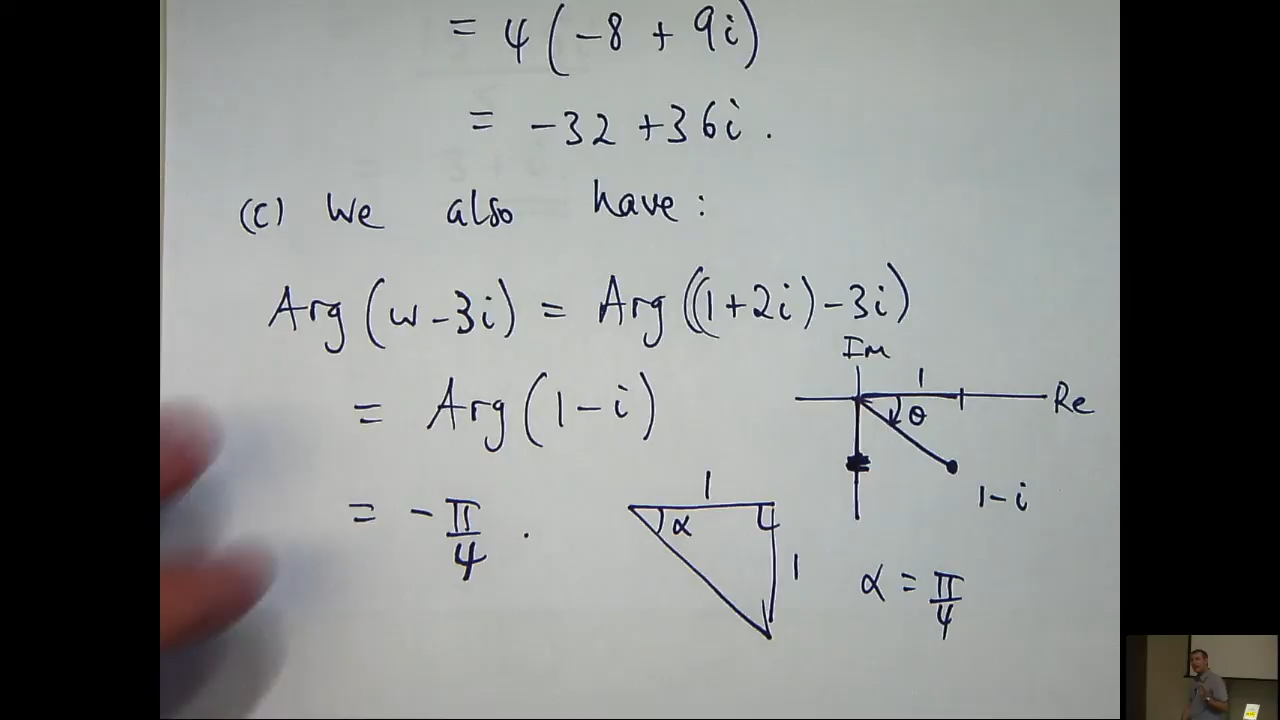 = 4(-8 + 9i)
= -32 + 36i.
(c) We also have:
Arg(w - 3i) = Arg((1 + 2i) - 3i)
= Arg(1 - i)
= -π/4.
Im
1
Re
θ
1 - i
1
α
1
α = π/4